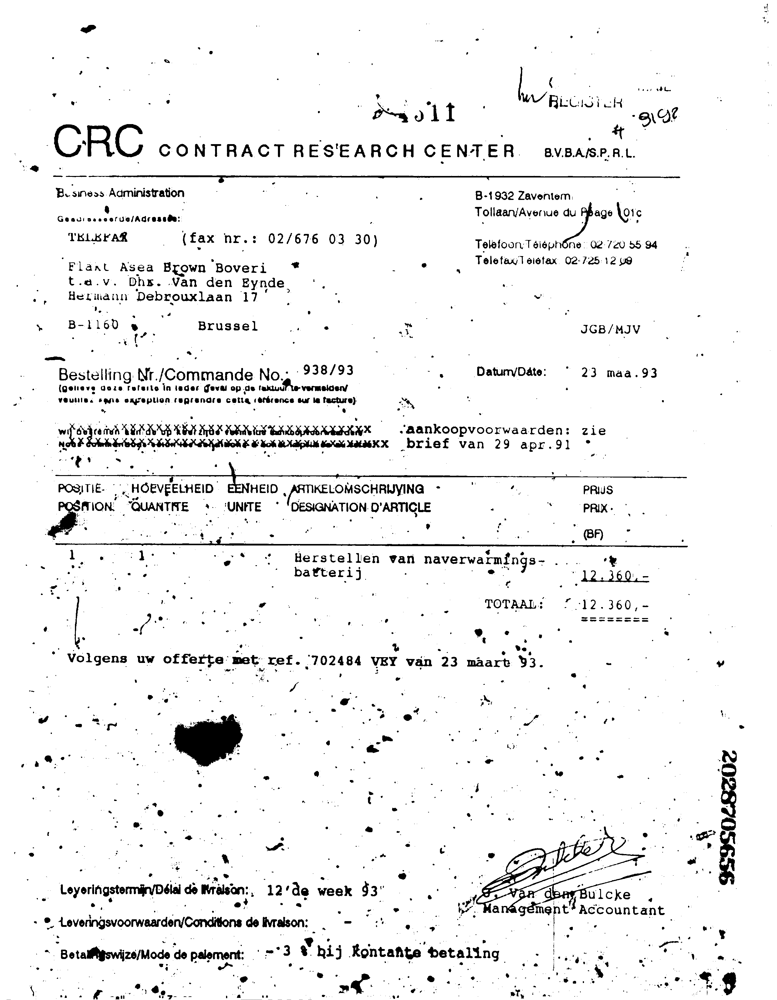 REGISTER
# 3198
CRC CONTRACT RESEARCH CENTER B.V.B.A./S.P.R.L.
Business Administration
B-1932 Zaventem
Tollaan/Avenue du Péage 101c
Geadresseerde/Adressée:
TELEFAX (fax nr.: 02/676 03 30)
Telefoon/Téléphone: 02-720 55 94
Telefax/Telefax 02-725 12 09
Flakt Asea Brown Boveri
t.a.v. Dhr. Van den Eynde
Hermann Debrouxlaan 17
B-1160 Brussel
JGB/MJV
Bestelling Nr./Commande No.: 938/93
Datum/Date: 23 maa.93
(gelieve deze referte in ieder geval op de faktuur te vermelden/
veuillez sans exception reprendre cette référence sur la facture)
aankoopvoorwaarden: zie
brief van 29 apr.91
POSITIE HOEVEELHEID EENHEID ARTIKELOMSCHRIJVING PRIJS
POSITION QUANTITE UNITE DESIGNATION D'ARTICLE PRIX
(BF)
1 1 Herstellen van naverwarmings-
batterij 12.360,-
TOTAAL: 12.360,-
========
Volgens uw offerte met ref. 702484 VEY van 23 maart 93.
2028705656
Leveringstermijn/Délai de livraison: 12 de week 93
J. Van den Bulcke
Management Accountant
Leveringsvoorwaarden/Conditions de livraison: -
Betalingswijze/Mode de paiement: - 3 % bij kontante betaling